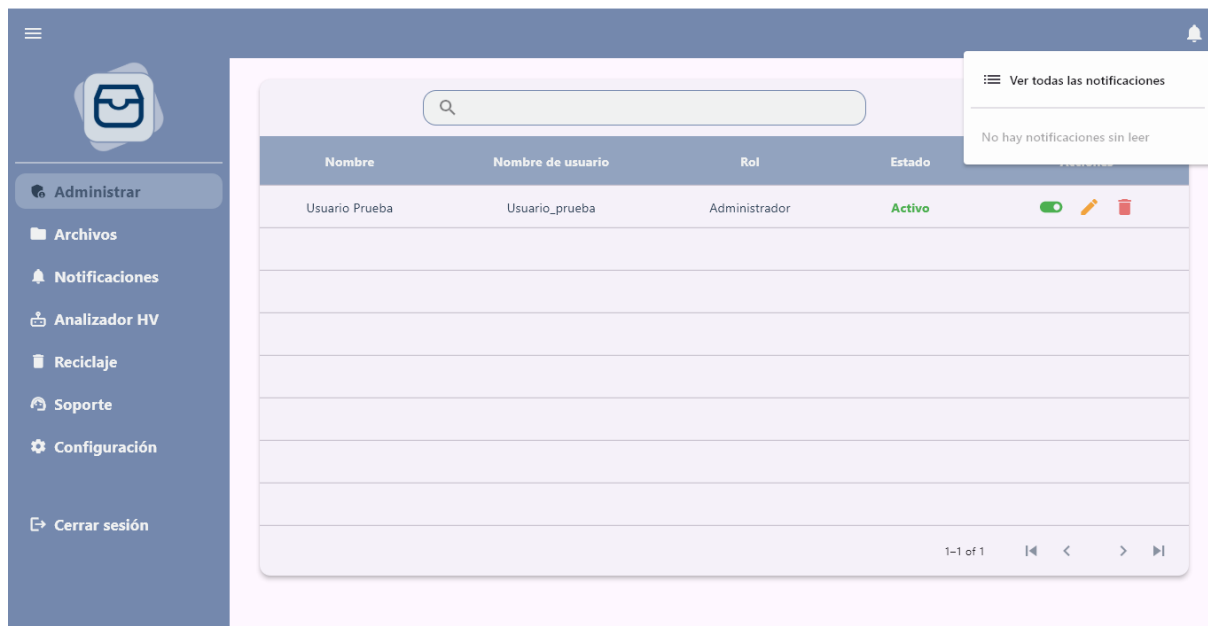 Ver todas las notificaciones
No hay notificaciones sin leer
Administrar
Archivos
Notificaciones
Analizador HV
Reciclaje
Soporte
Configuración
Cerrar sesión
Nombre Nombre de usuario Rol Estado
Usuario Prueba Usuario_prueba Administrador Activo
1–1 of 1